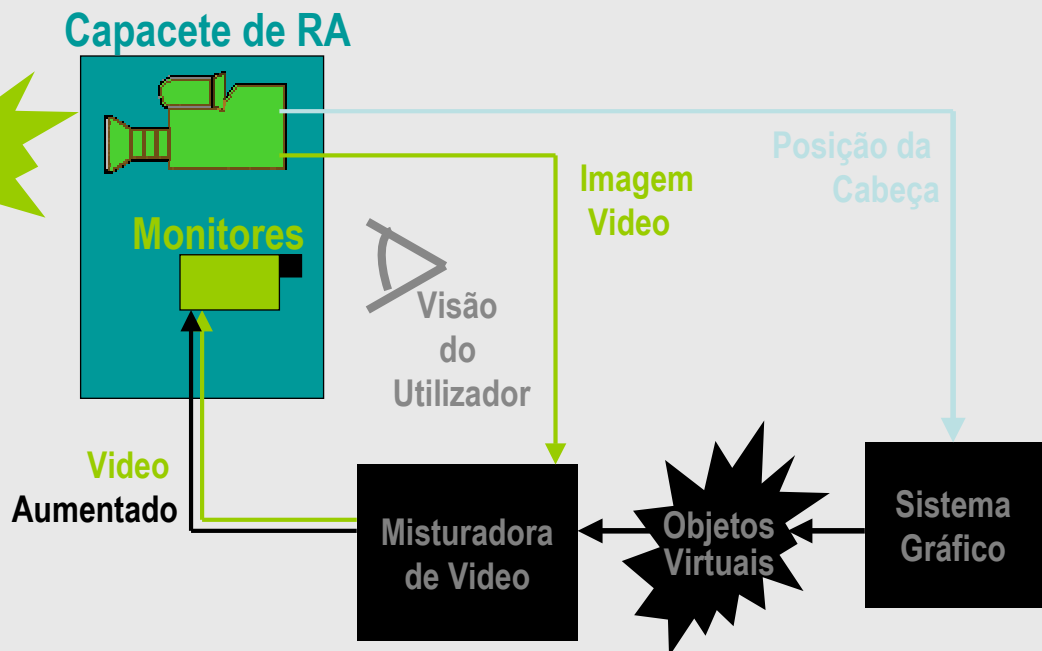 Capacete de RA
Posição da
Cabeça
Imagem
Video
Monitores
Visão
do
Utilizador
Video
Aumentado
Misturadora
de Video
Objetos
Virtuais
Sistema
Gráfico